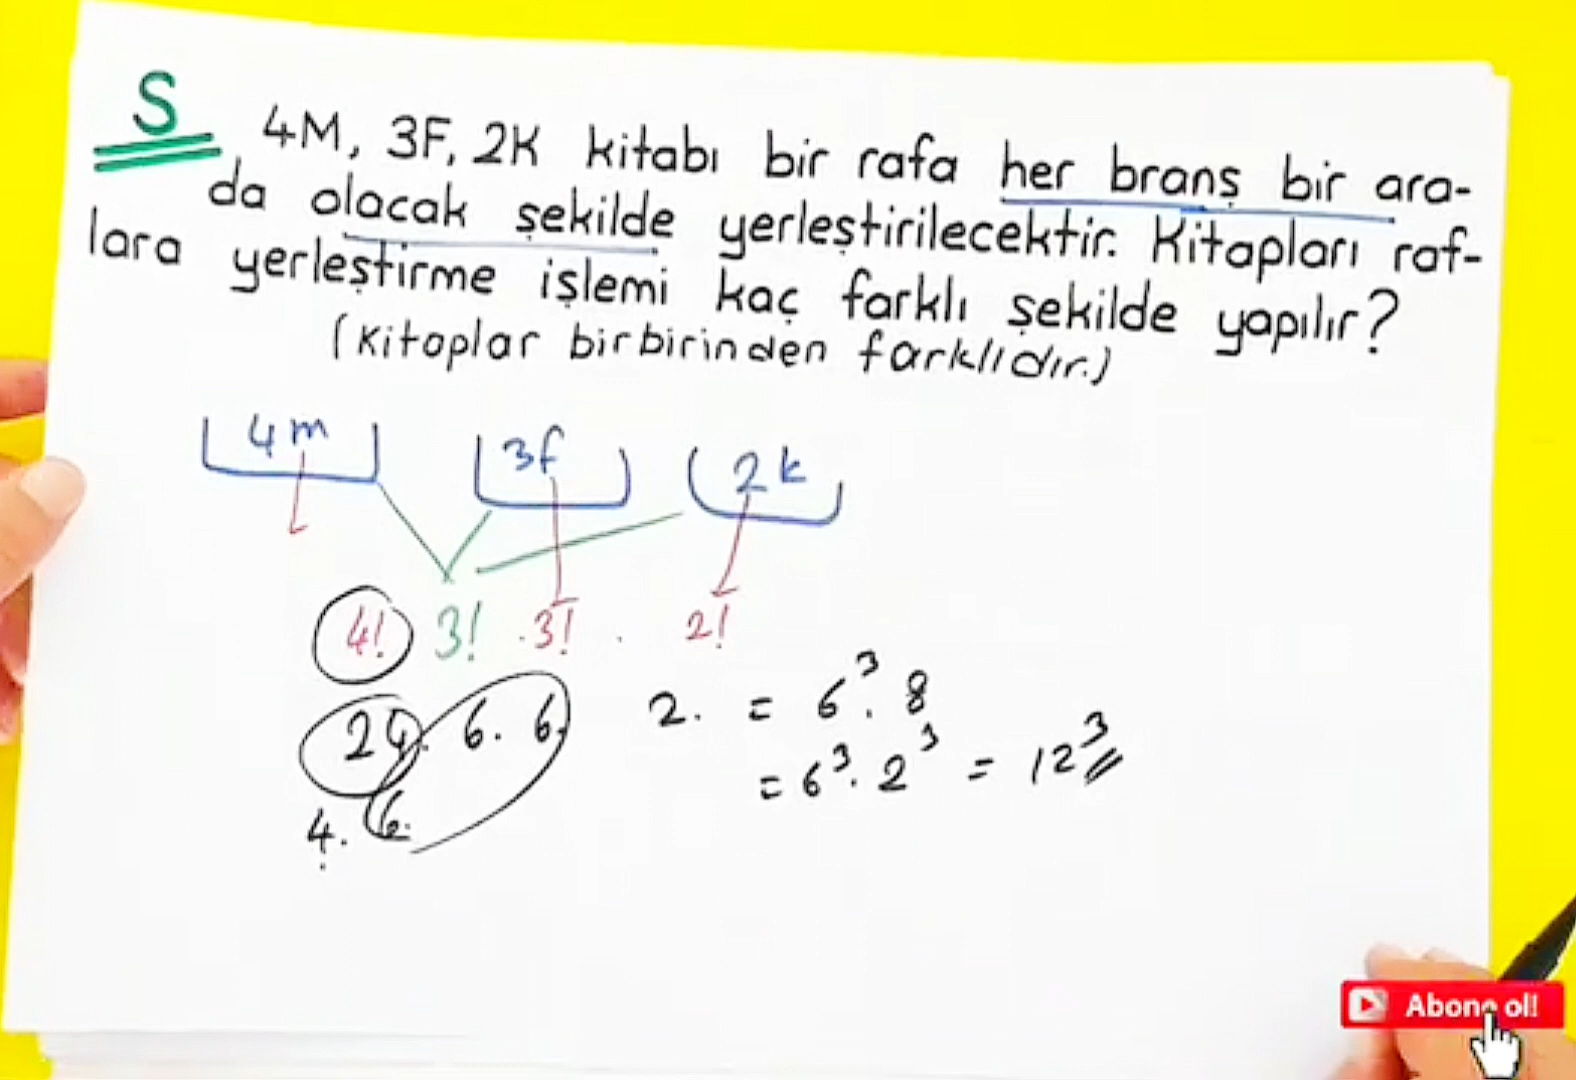 S
4M, 3F, 2K kitabı bir rafa her branş bir ara-
da olacak şekilde yerleştirilecektir. Kitapları raf-
lara yerleştirme işlemi kaç farklı şekilde yapılır?
(Kitaplar birbirinden farklıdır.)
4m 3f 2k
4! 3! . 3! . 2!
24. 6. 6. 2. = 6³. 8
= 6³. 2³ = 12³
4. 6.
Abone ol!